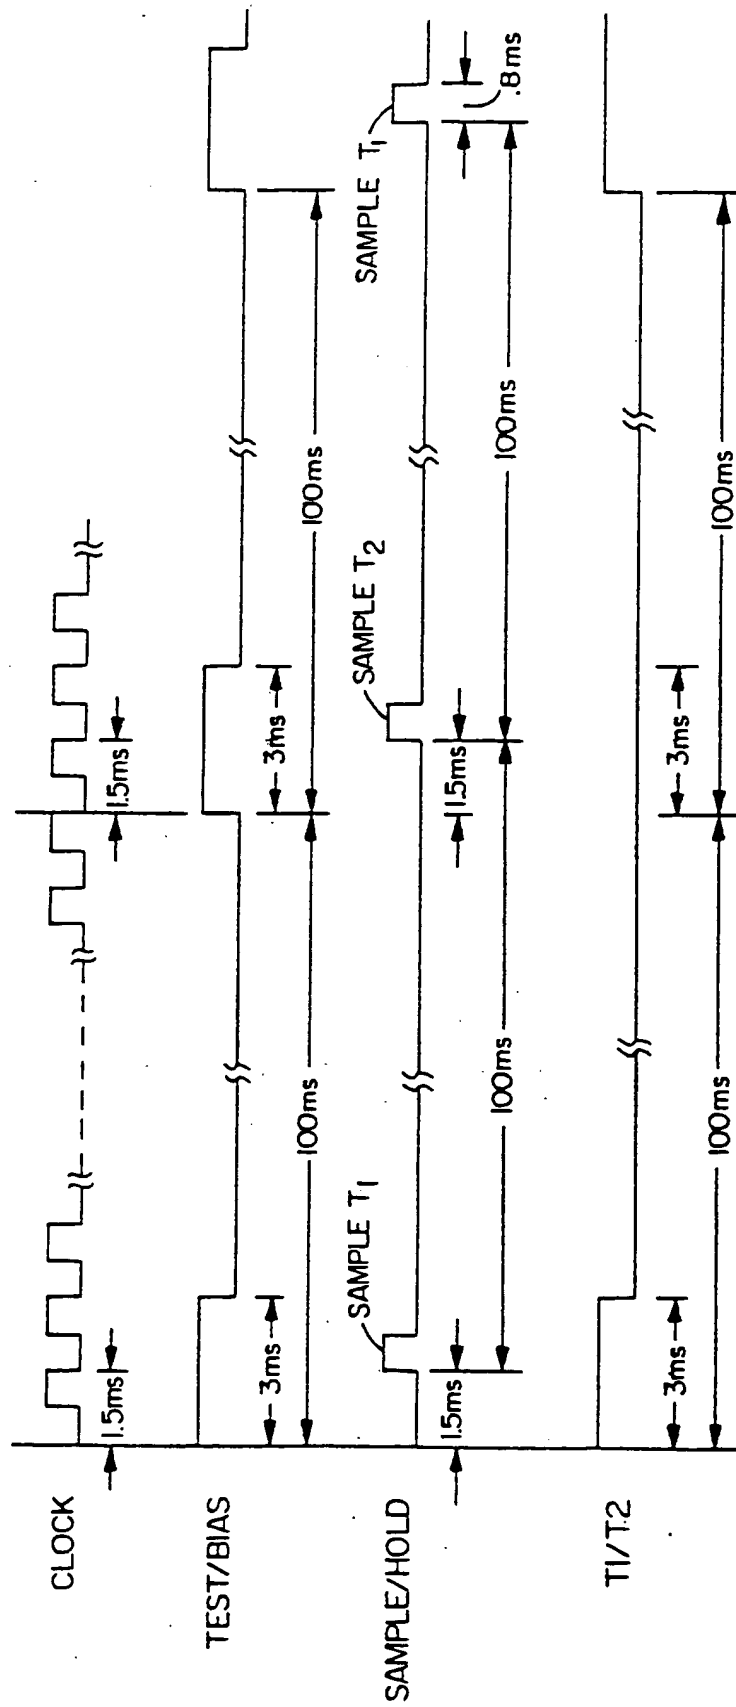 CLOCK
1.5ms
1.5ms
TEST/BIAS
3ms
3ms
100ms
100ms
SAMPLE/HOLD
SAMPLE T1
SAMPLE T2
SAMPLE T1
1.5ms
1.5ms
.8ms
100ms
100ms
T1/T2
3ms
3ms
100ms
100ms